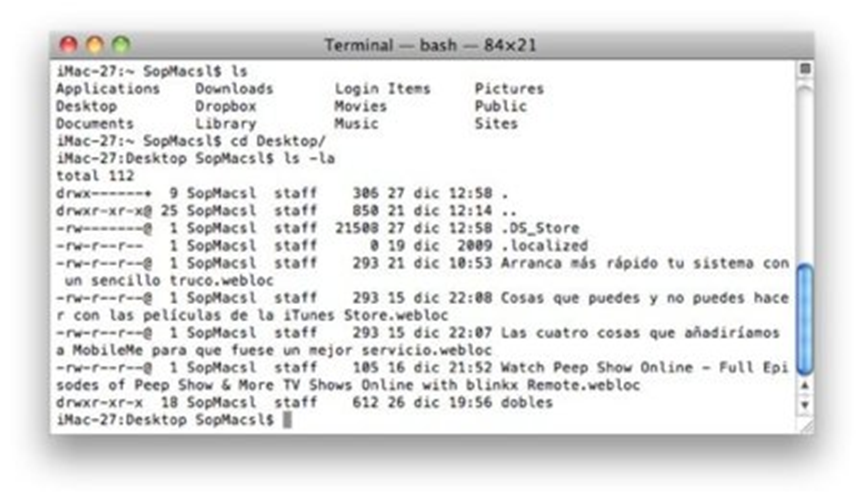 Terminal — bash — 84×21
iMac-27:~ SopMacsl$ ls
Applications    Downloads       Login Items     Pictures
Desktop         Dropbox         Movies          Public
Documents       Library         Music           Sites
iMac-27:~ SopMacsl$ cd Desktop/
iMac-27:Desktop SopMacsl$ ls -la
total 112
drwx------+  9 SopMacsl  staff    306 27 dic 12:58 .
drwxr-xr-x@ 25 SopMacsl  staff    850 21 dic 12:14 ..
-rw-------@  1 SopMacsl  staff  21508 27 dic 12:58 .DS_Store
-rw-r--r--   1 SopMacsl  staff      0 19 dic  2009 .localized
-rw-r--r--@  1 SopMacsl  staff    293 21 dic 10:53 Arranca más rápido tu sistema con
 un sencillo truco.webloc
-rw-r--r--@  1 SopMacsl  staff    293 15 dic 22:08 Cosas que puedes y no puedes hace
r con las películas de la iTunes Store.webloc
-rw-r--r--@  1 SopMacsl  staff    293 15 dic 22:07 Las cuatro cosas que añadiríamos
a MobileMe para que fuese un mejor servicio.webloc
-rw-r--r--@  1 SopMacsl  staff    105 16 dic 21:52 Watch Peep Show Online - Full Epi
sodes of Peep Show & More TV Shows Online with blinkx Remote.webloc
drwxr-xr-x  18 SopMacsl  staff    612 26 dic 19:56 dobles
iMac-27:Desktop SopMacsl$